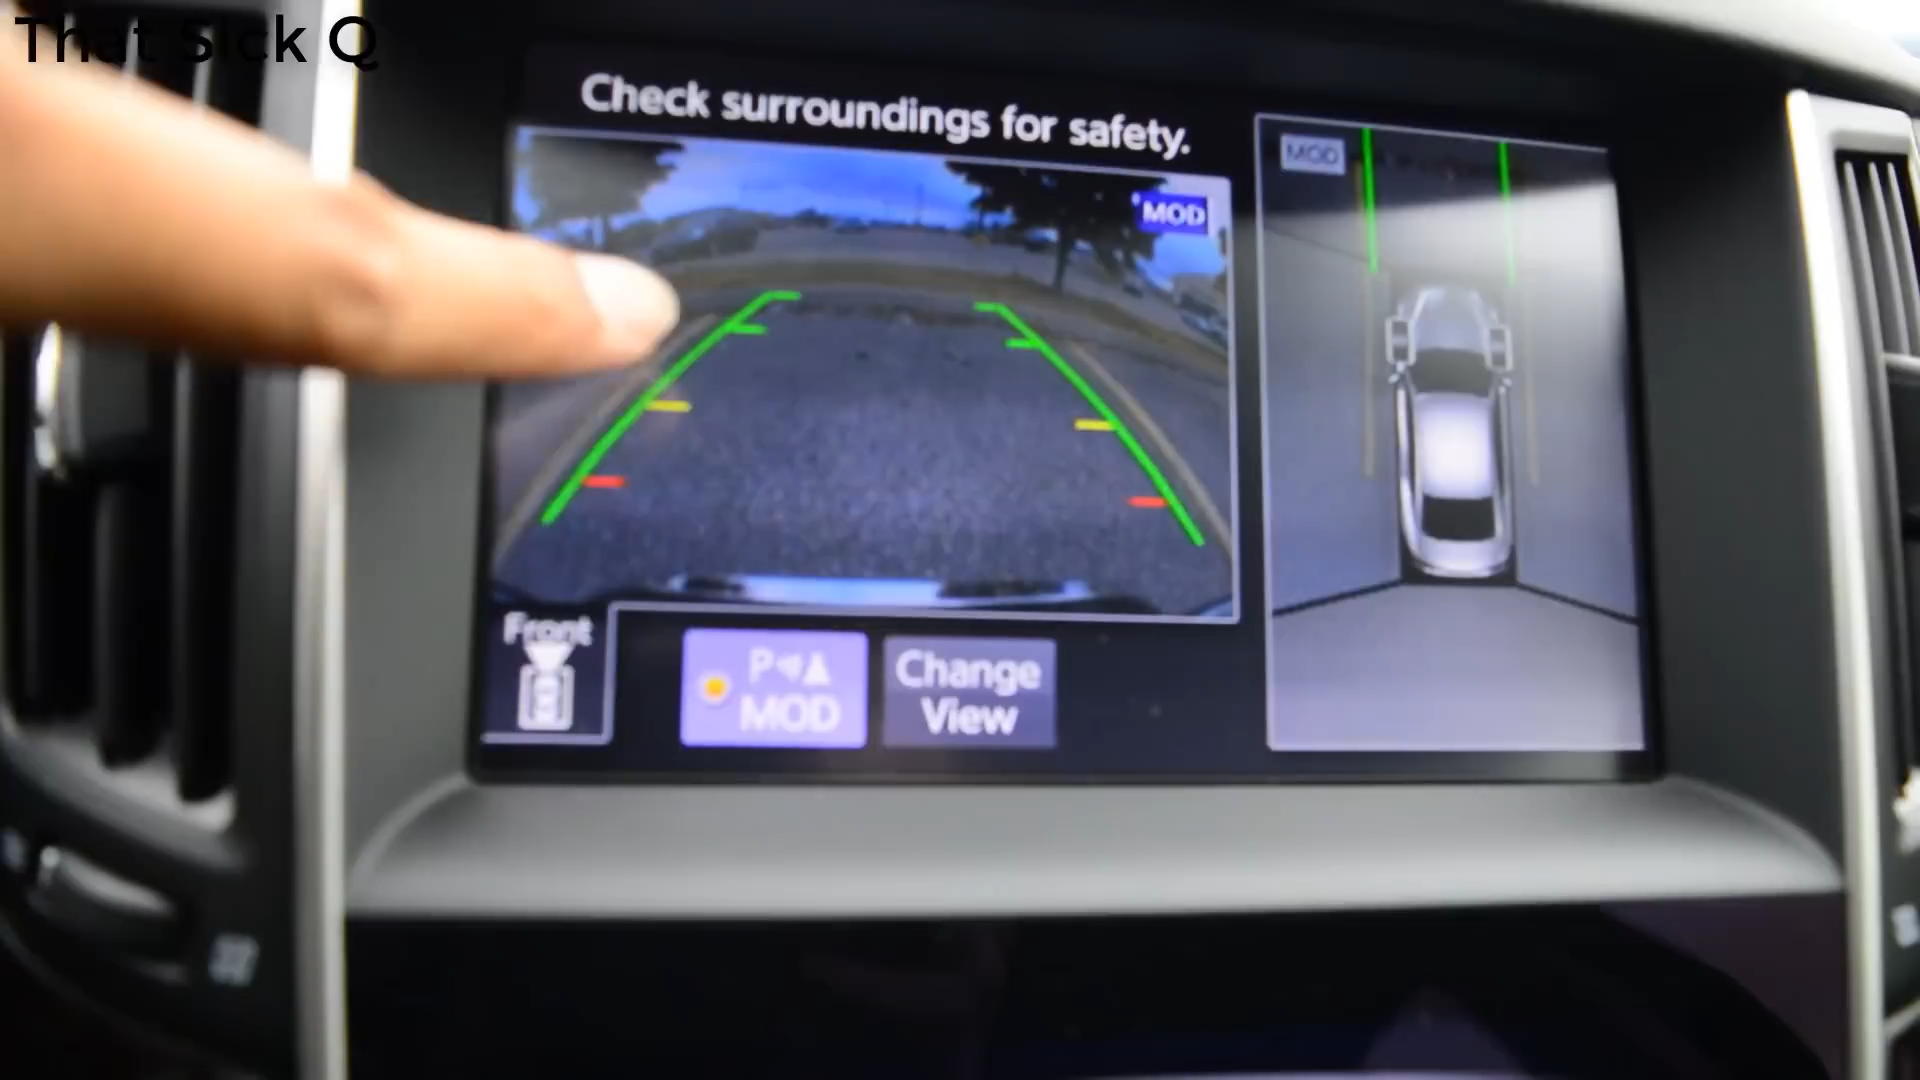 That Sick Q
Check surroundings for safety.
MOD
MOD
Front
P
MOD
Change
View